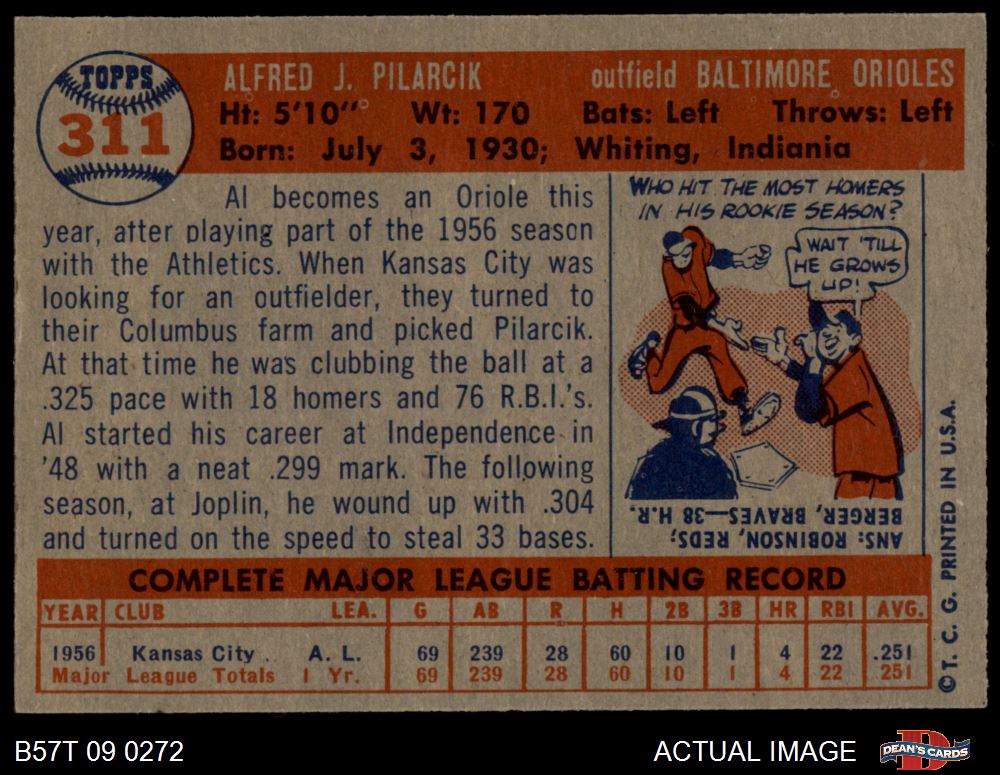 TOPPS
311
ALFRED J. PILARCIK outfield BALTIMORE ORIOLES
Ht: 5'10" Wt: 170 Bats: Left Throws: Left
Born: July 3, 1930; Whiting, Indiania
Al becomes an Oriole this
year, after playing part of the 1956 season
with the Athletics. When Kansas City was
looking for an outfielder, they turned to
their Columbus farm and picked Pilarcik.
At that time he was clubbing the ball at a
.325 pace with 18 homers and 76 R.B.I.'s.
Al started his career at Independence in
'48 with a neat .299 mark. The following
season, at Joplin, he wound up with .304
and turned on the speed to steal 33 bases.
WHO HIT THE MOST HOMERS
IN HIS ROOKIE SEASON?
WAIT 'TILL
HE GROWS
UP!
ANS: ROBINSON, REDS;
BERGER, BRAVES—38 H.R.
COMPLETE MAJOR LEAGUE BATTING RECORD
YEAR CLUB LEA. G AB R H 2B 3B HR RBI AVG.
1956 Kansas City A. L. 69 239 28 60 10 1 4 22 .251
Major League Totals 1 Yr. 69 239 28 60 10 1 4 22 251
©T. C. G. PRINTED IN U.S.A.
B57T 09 0272 ACTUAL IMAGE
D
DEAN'S CARDS